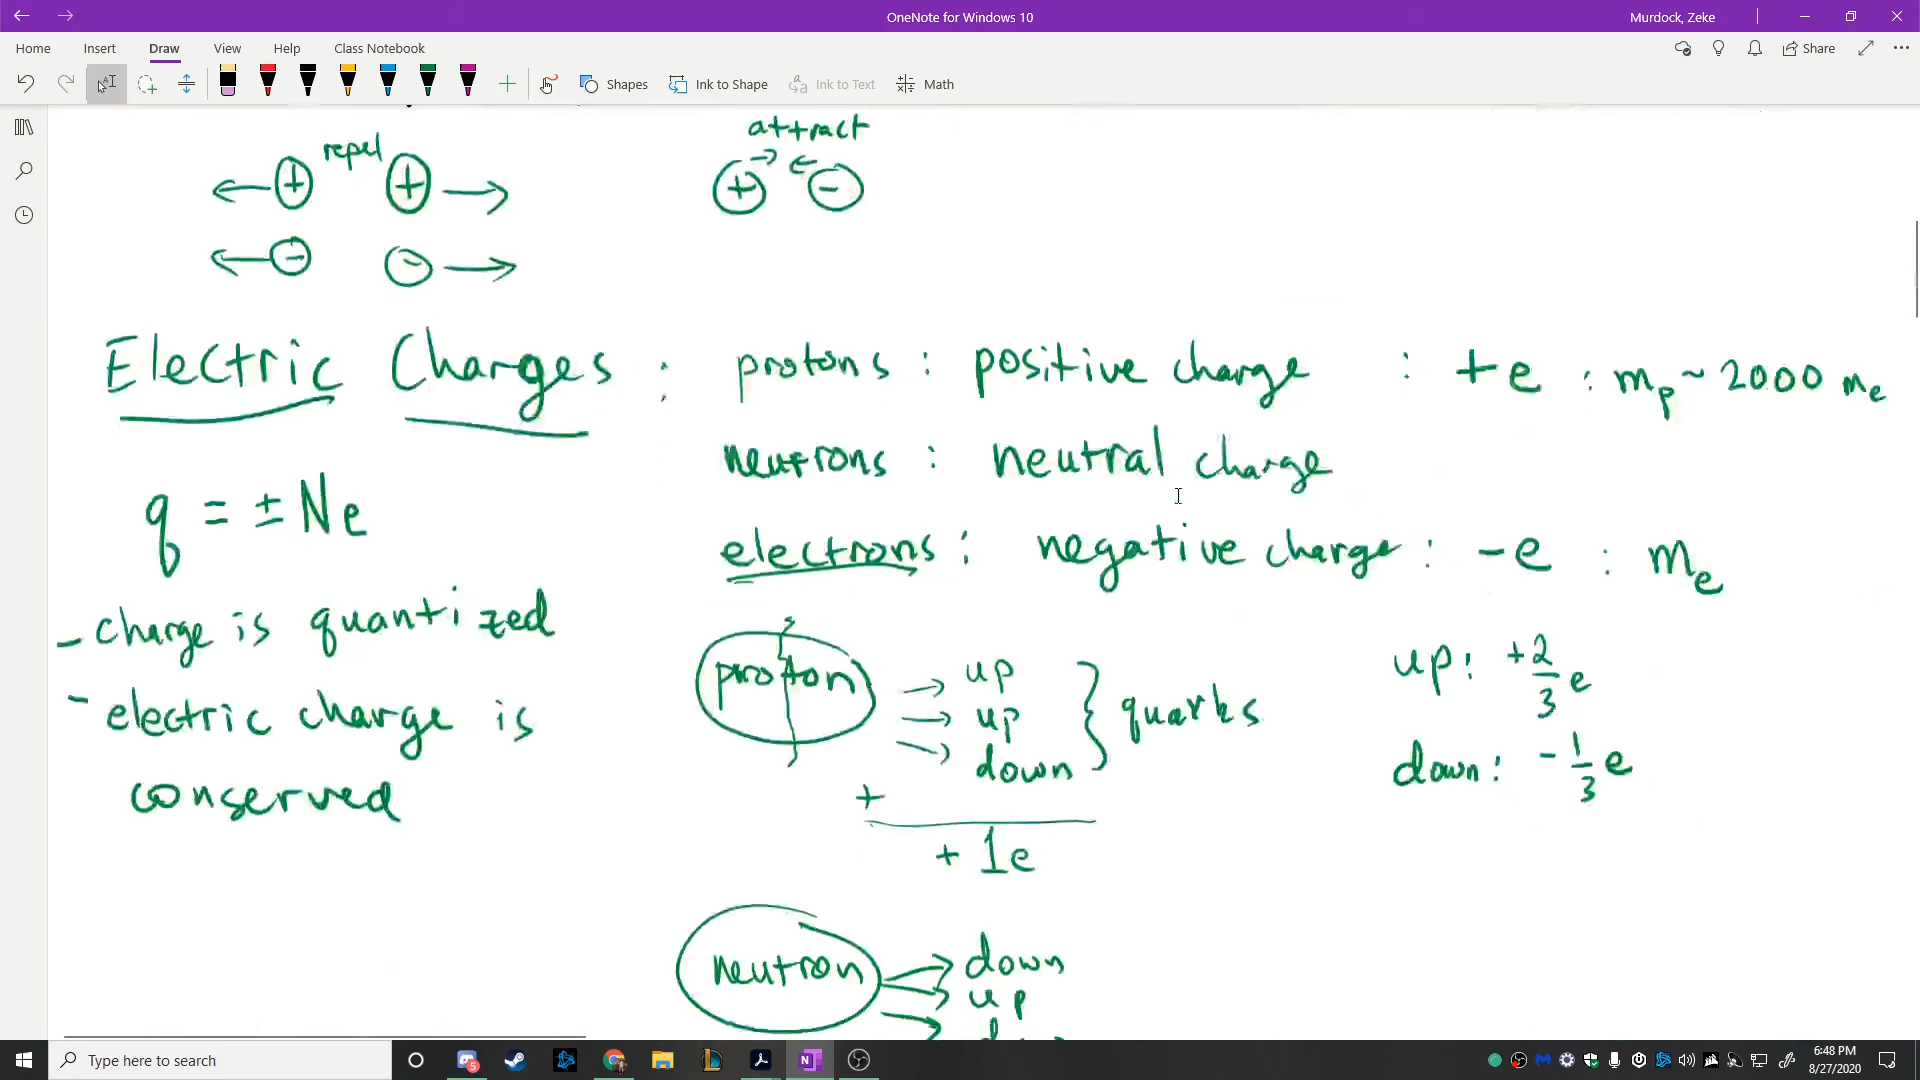 OneNote for Windows 10
Murdock, Zeke
Home Insert Draw View Help Class Notebook
Share
Shapes Ink to Shape Ink to Text Math
attract
repel
+ + + -
- -
Electric Charges : protons : positive charge : +e : mp ~ 2000 me
neutrons : neutral charge
q = ± Ne
electrons : negative charge : -e : me
- charge is quantized
- electric charge is
conserved
proton → up
→ up
→ down
} quarks
up: +2/3 e
down: -1/3 e
+
+ 1e
neutron → down
→ up
Type here to search
6:48 PM
8/27/2020